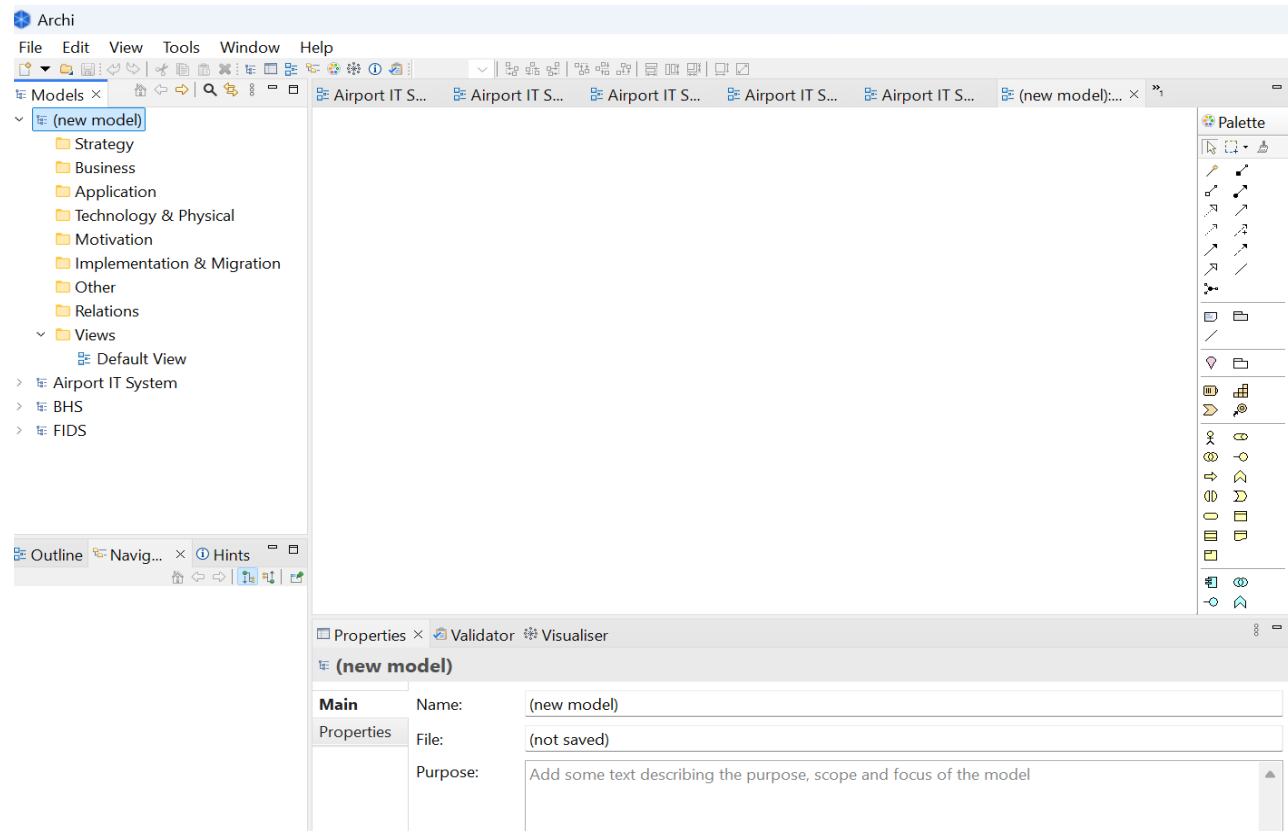 Archi
File Edit View Tools Window Help
Models
Airport IT S... Airport IT S... Airport IT S... Airport IT S... Airport IT S... (new model):... »1
(new model)
Strategy
Business
Application
Technology & Physical
Motivation
Implementation & Migration
Other
Relations
Views
Default View
Airport IT System
BHS
FIDS
Palette
Outline Navig... Hints
Properties Validator Visualiser
(new model)
Main
Properties
Name: (new model)
File: (not saved)
Purpose: Add some text describing the purpose, scope and focus of the model